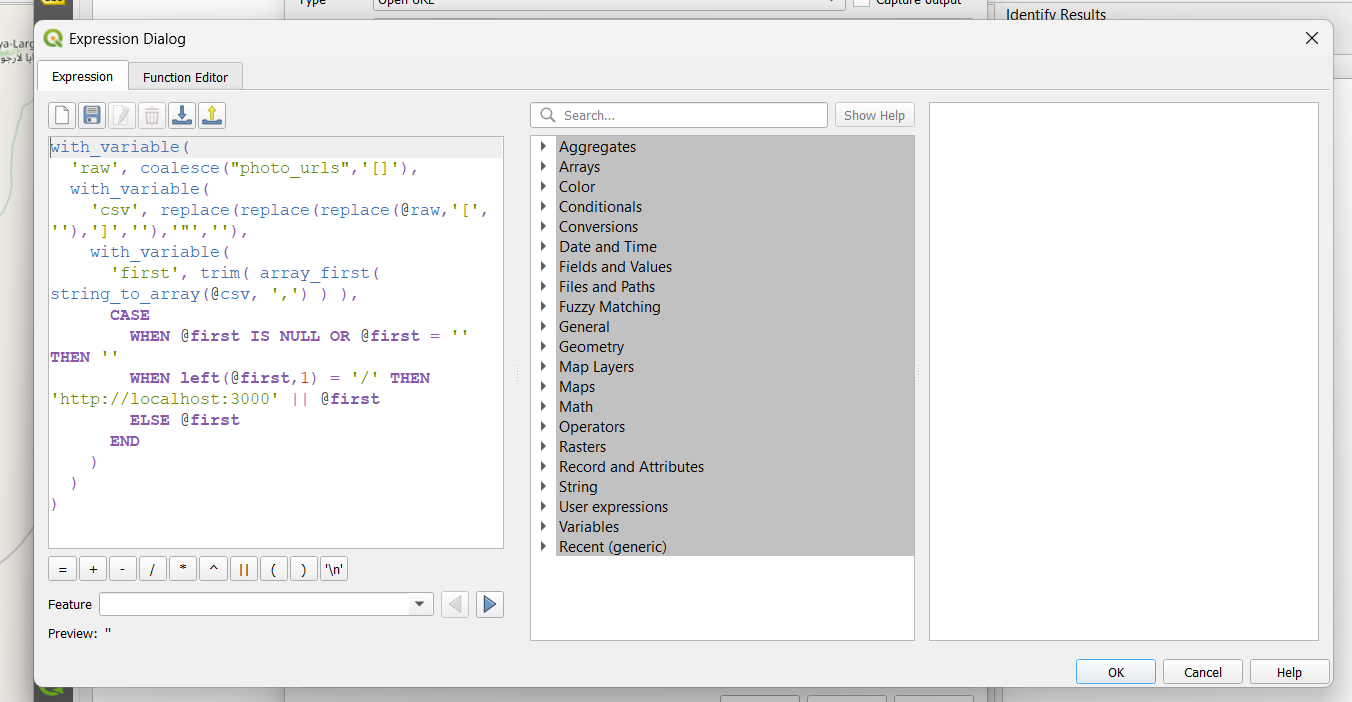 Type
Open URL
Capture output
Identify Results
ya-Larg
Expression Dialog
Expression
Function Editor
Search...
Show Help
with_variable(
  'raw', coalesce("photo_urls",'[]'),
  with_variable(
    'csv', replace(replace(replace(@raw,'[',
''),']',''),'"',''),
    with_variable(
      'first', trim( array_first(
string_to_array(@csv, ',') ) ),
      CASE
        WHEN @first IS NULL OR @first = ''
THEN ''
        WHEN left(@first,1) = '/' THEN
'http://localhost:3000' || @first
        ELSE @first
      END
    )
  )
)
Aggregates
Arrays
Color
Conditionals
Conversions
Date and Time
Fields and Values
Files and Paths
Fuzzy Matching
General
Geometry
Map Layers
Maps
Math
Operators
Rasters
Record and Attributes
String
User expressions
Variables
Recent (generic)
= + - / * ^ || ( ) '\n'
Feature
Preview: ''
OK
Cancel
Help